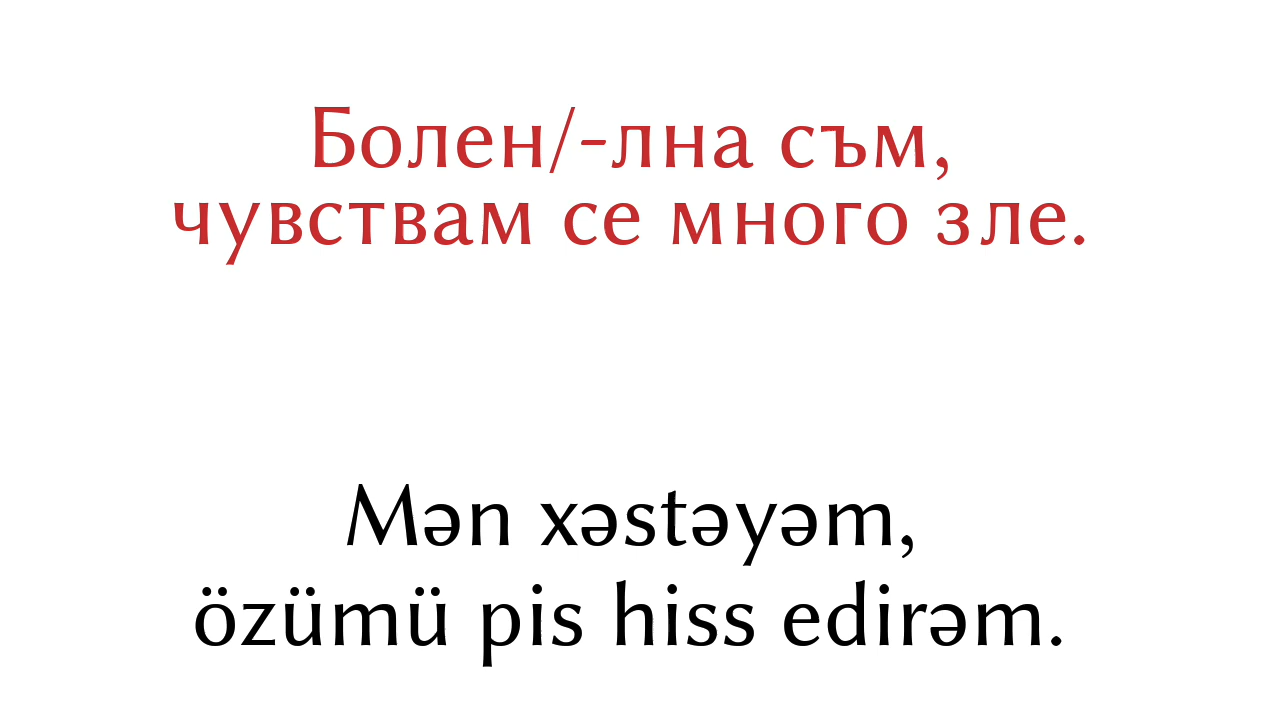 Болен/-лна съм,
чувствам се много зле.
Mən xəstəyəm,
özümü pis hiss edirəm.